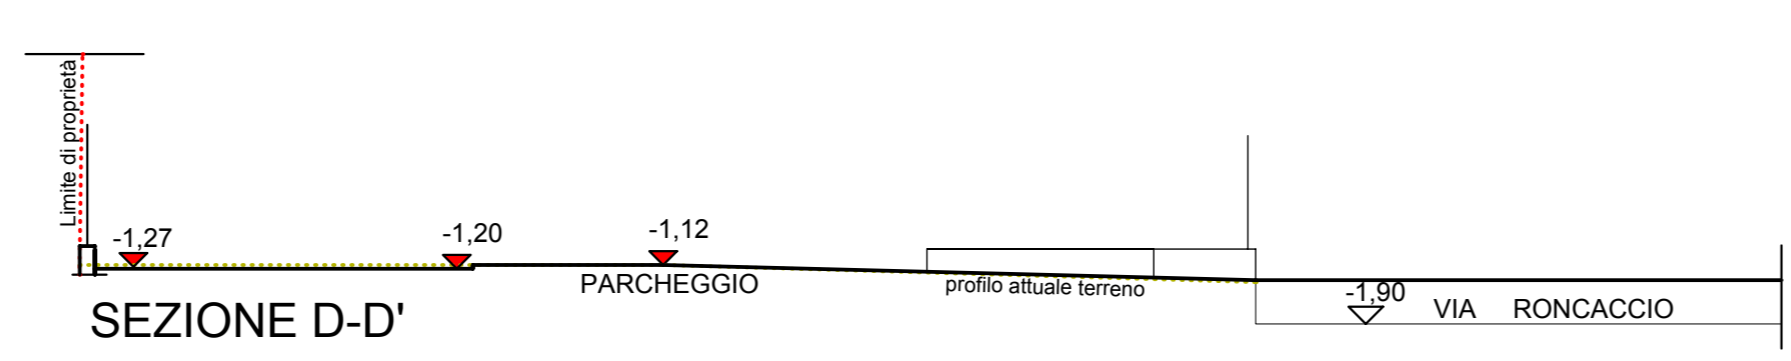 Limite di proprietà
-1,27
-1,20
-1,12
PARCHEGGIO
profilo attuale terreno
-1,90
VIA RONCACCIO
SEZIONE D-D'